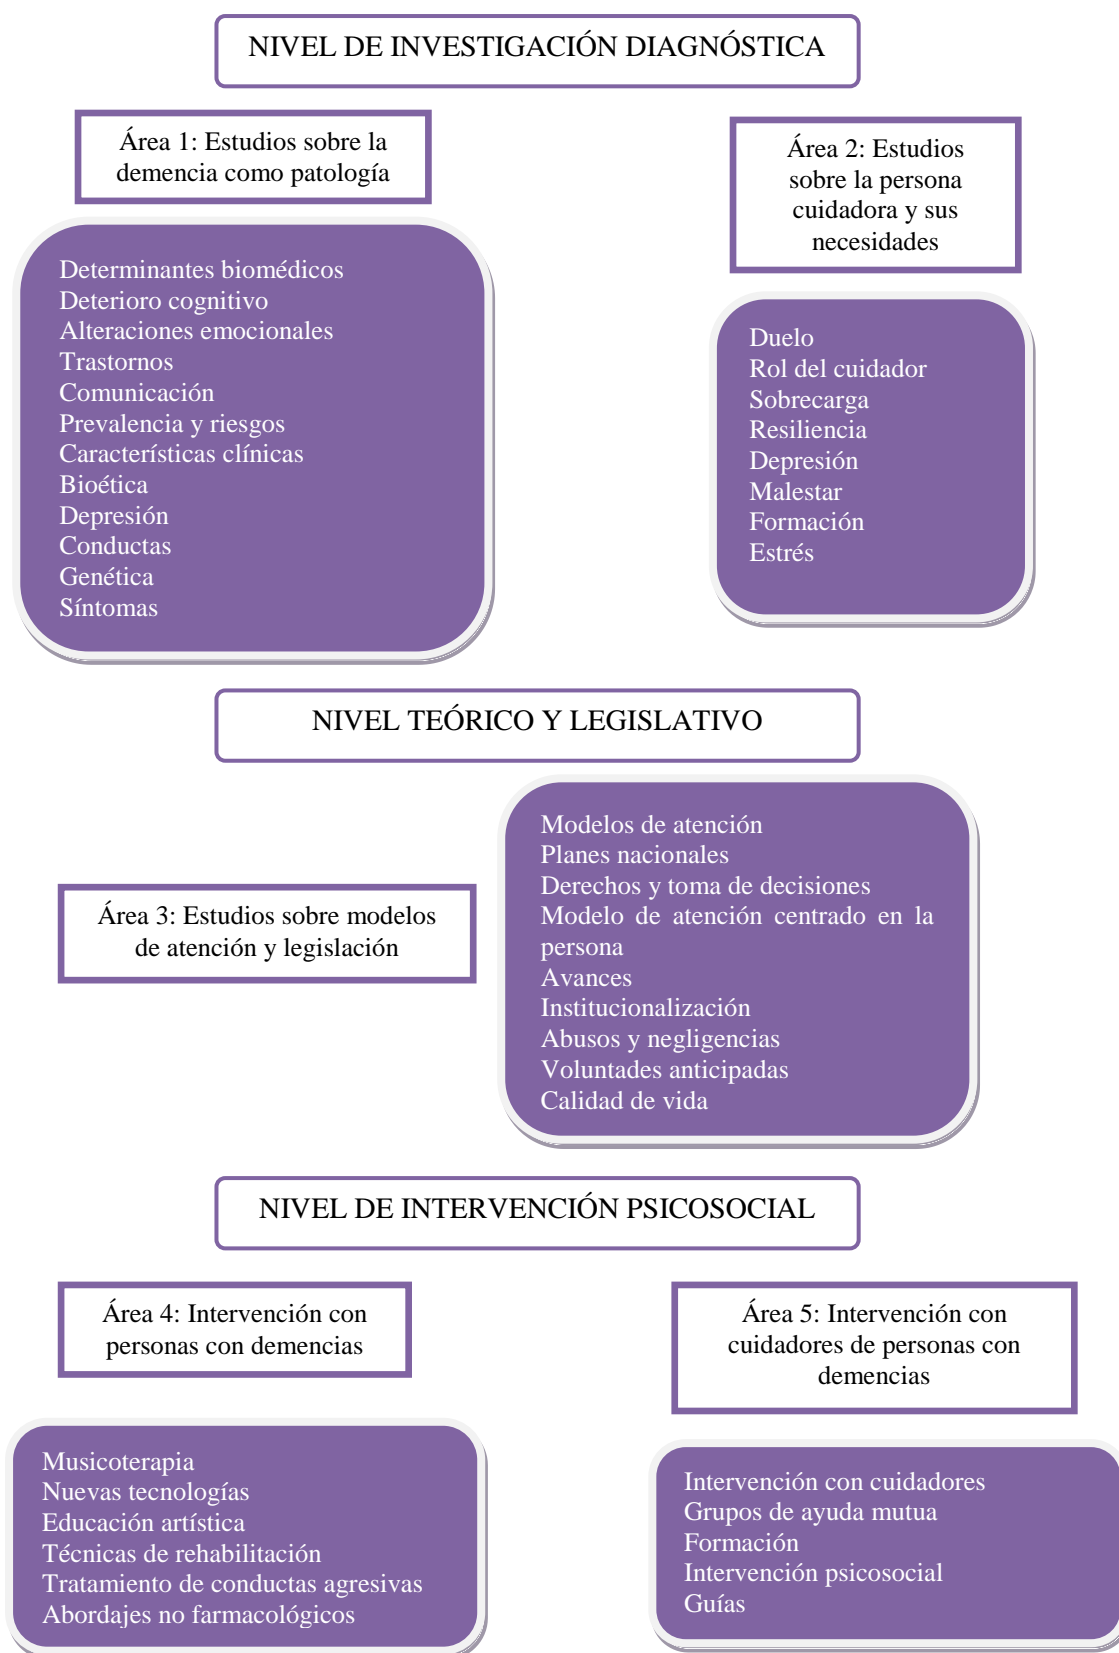 NIVEL DE INVESTIGACIÓN DIAGNÓSTICA
Área 1: Estudios sobre la
demencia como patología
Determinantes biomédicos
Deterioro cognitivo
Alteraciones emocionales
Trastornos
Comunicación
Prevalencia y riesgos
Características clínicas
Bioética
Depresión
Conductas
Genética
Síntomas
Área 2: Estudios
sobre la persona
cuidadora y sus
necesidades
Duelo
Rol del cuidador
Sobrecarga
Resiliencia
Depresión
Malestar
Formación
Estrés
NIVEL TEÓRICO Y LEGISLATIVO
Área 3: Estudios sobre modelos
de atención y legislación
Modelos de atención
Planes nacionales
Derechos y toma de decisiones
Modelo de atención centrado en la
persona
Avances
Institucionalización
Abusos y negligencias
Voluntades anticipadas
Calidad de vida
NIVEL DE INTERVENCIÓN PSICOSOCIAL
Área 4: Intervención con
personas con demencias
Musicoterapia
Nuevas tecnologías
Educación artística
Técnicas de rehabilitación
Tratamiento de conductas agresivas
Abordajes no farmacológicos
Área 5: Intervención con
cuidadores de personas con
demencias
Intervención con cuidadores
Grupos de ayuda mutua
Formación
Intervención psicosocial
Guías